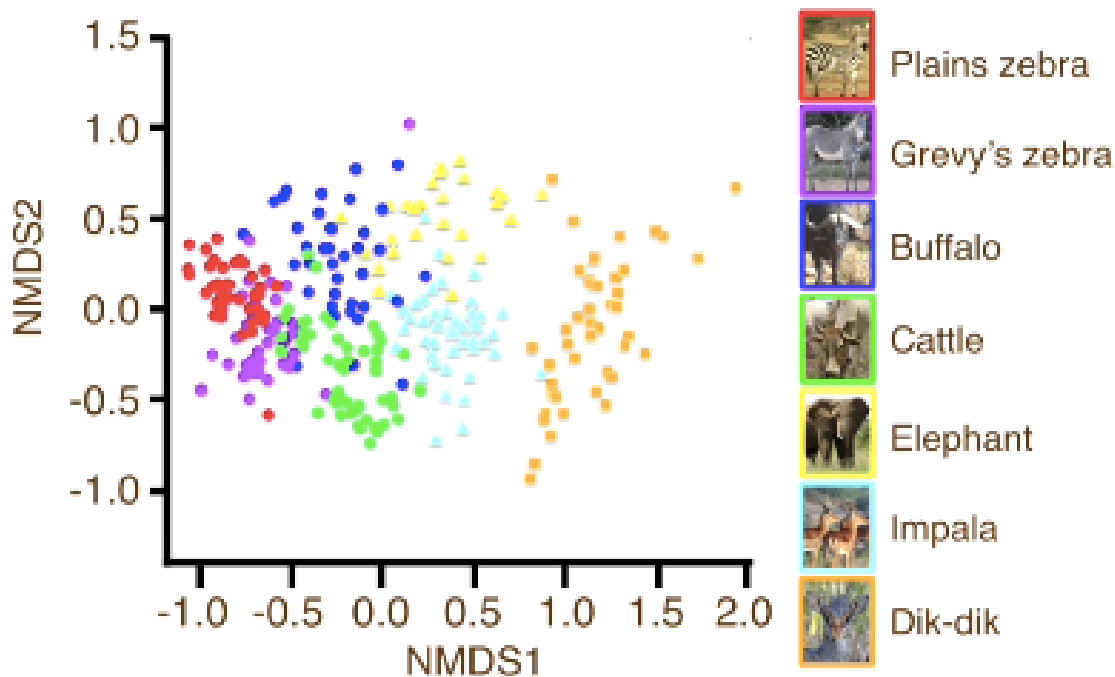 1.5
1.0
0.5
0.0
-0.5
-1.0
NMDS2
-1.0 -0.5 0.0 0.5 1.0 1.5 2.0
NMDS1
Plains zebra
Grevy's zebra
Buffalo
Cattle
Elephant
Impala
Dik-dik